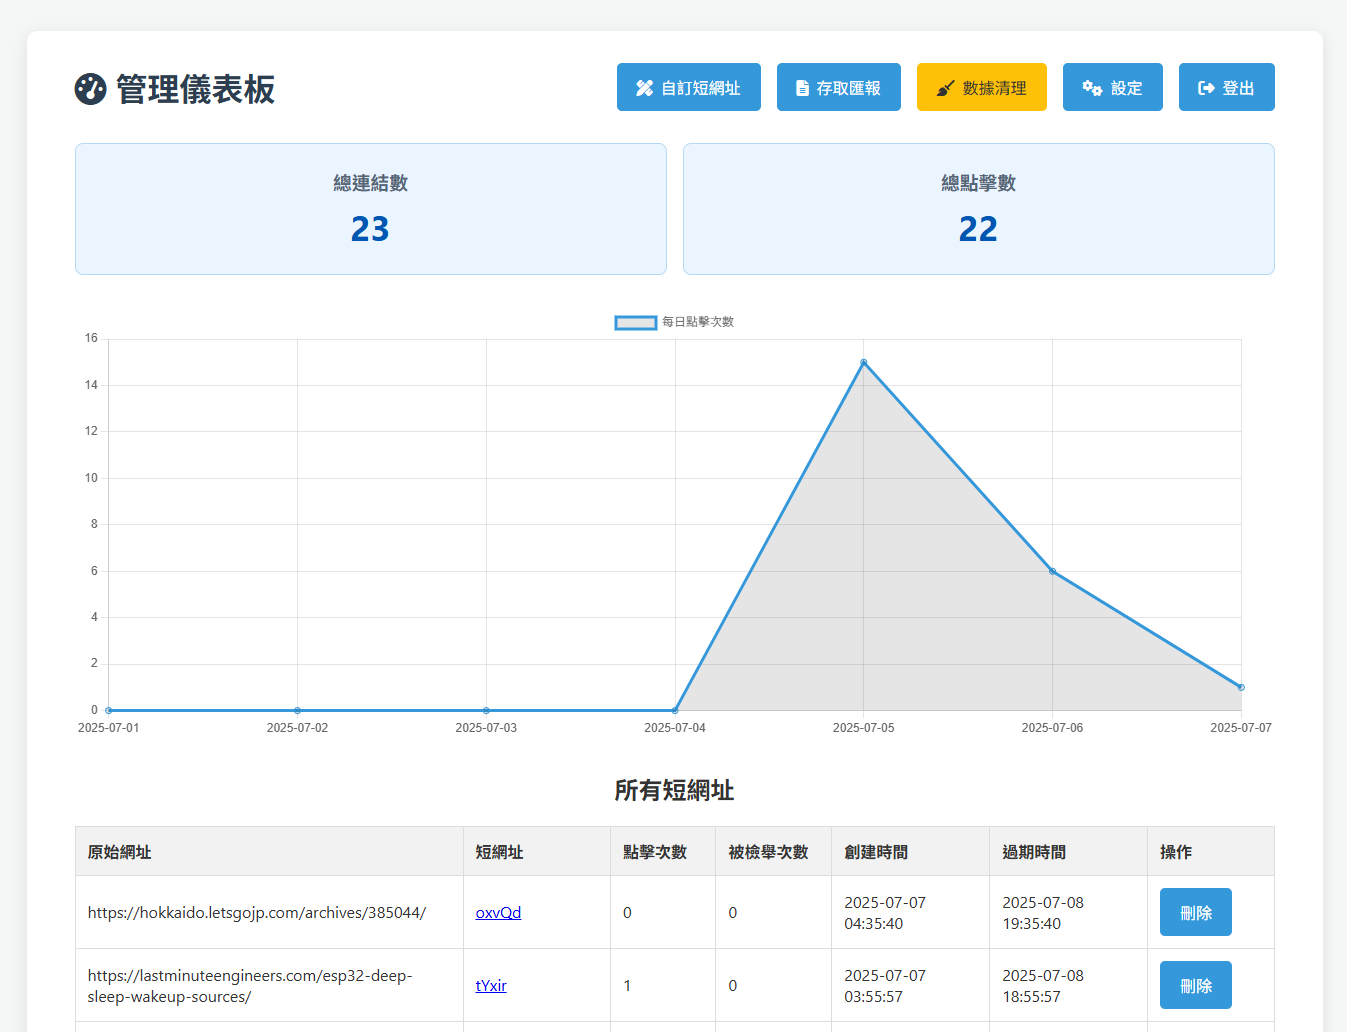 管理儀表板
自訂短網址
存取匯報
數據清理
設定
登出
總連結數
23
總點擊數
22
每日點擊次數
16
14
12
10
8
6
4
2
0
2025-07-01
2025-07-02
2025-07-03
2025-07-04
2025-07-05
2025-07-06
2025-07-07
所有短網址
原始網址
短網址
點擊次數
被檢舉次數
創建時間
過期時間
操作
https://hokkaido.letsgojp.com/archives/385044/
oxvQd
0
0
2025-07-07
04:35:40
2025-07-08
19:35:40
刪除
https://lastminuteengineers.com/esp32-deep-
sleep-wakeup-sources/
tYxir
1
0
2025-07-07
03:55:57
2025-07-08
18:55:57
刪除